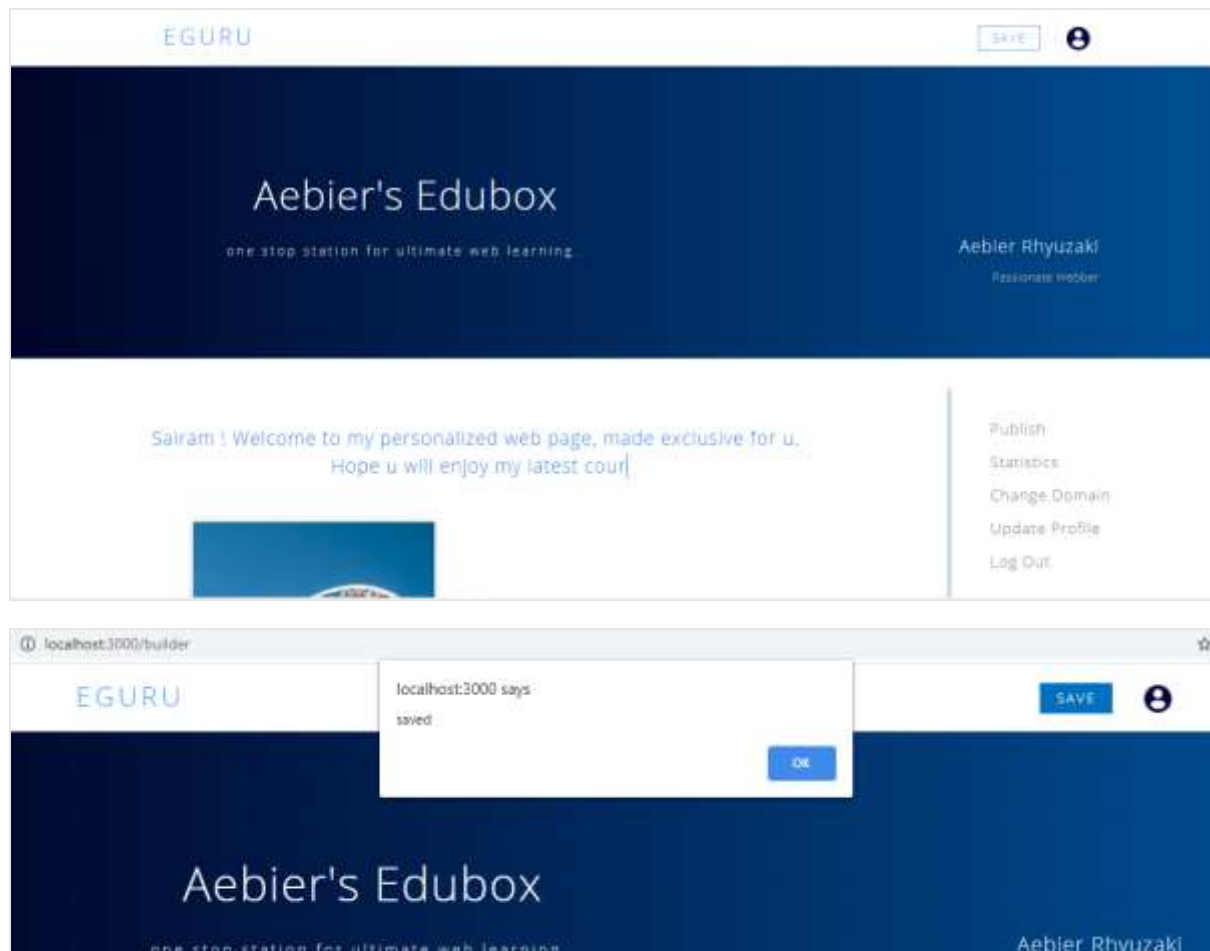 EGURU
SAVE
Aebier's Edubox
one stop station for ultimate web learning.
Aebier Rhyuzaki
Passionate Webber
Sairam ! Welcome to my personalized web page, made exclusive for u.
Hope u will enjoy my latest cour
Publish
Statistics
Change Domain
Update Profile
Log Out
localhost:3000/builder
EGURU
localhost:3000 says
saved
OK
SAVE
Aebier's Edubox
one stop station for ultimate web learning
Aebier Rhyuzaki